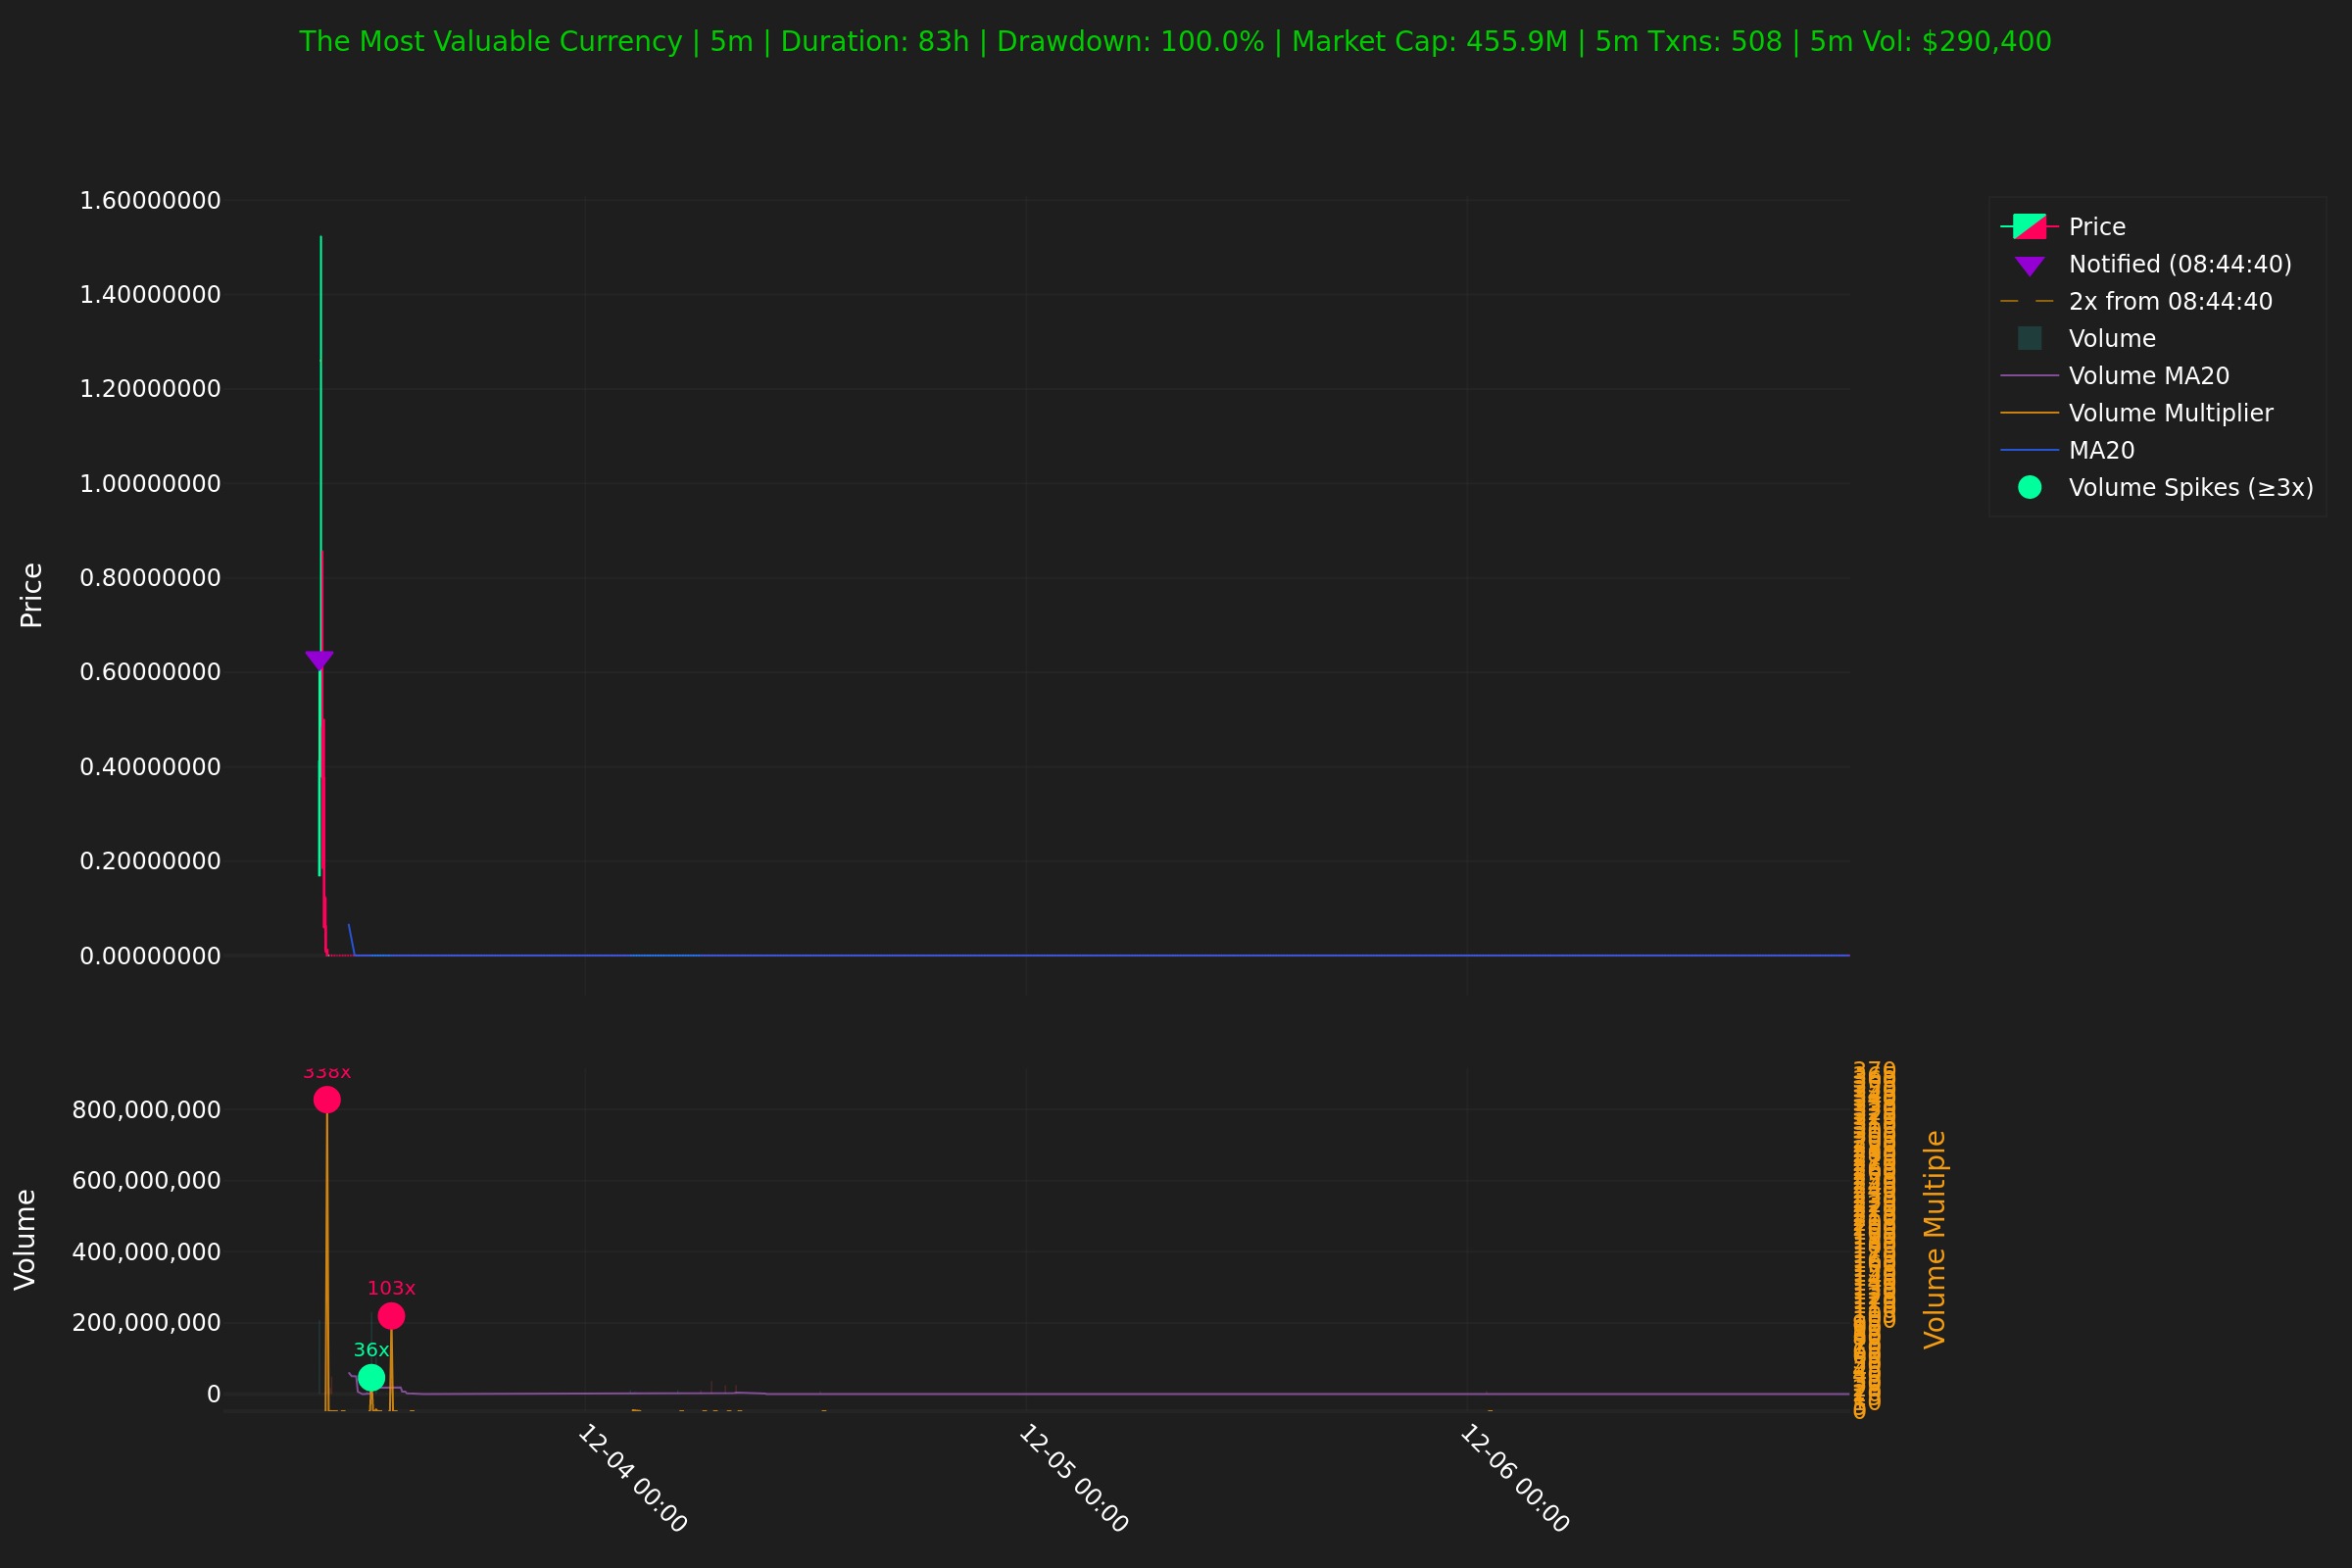 The Most Valuable Currency | 5m | Duration: 83h | Drawdown: 100.0% | Market Cap: 455.9M | 5m Txns: 508 | 5m Vol: $290,400
Price
1.60000000
1.40000000
1.20000000
1.00000000
0.80000000
0.60000000
0.40000000
0.20000000
0.00000000
Price
Notified (08:44:40)
2x from 08:44:40
Volume
Volume MA20
Volume Multiplier
MA20
Volume Spikes (≥3x)
Volume
800,000,000
600,000,000
400,000,000
200,000,000
0
338x
103x
36x
Volume Multiple
12-04 00:00
12-05 00:00
12-06 00:00